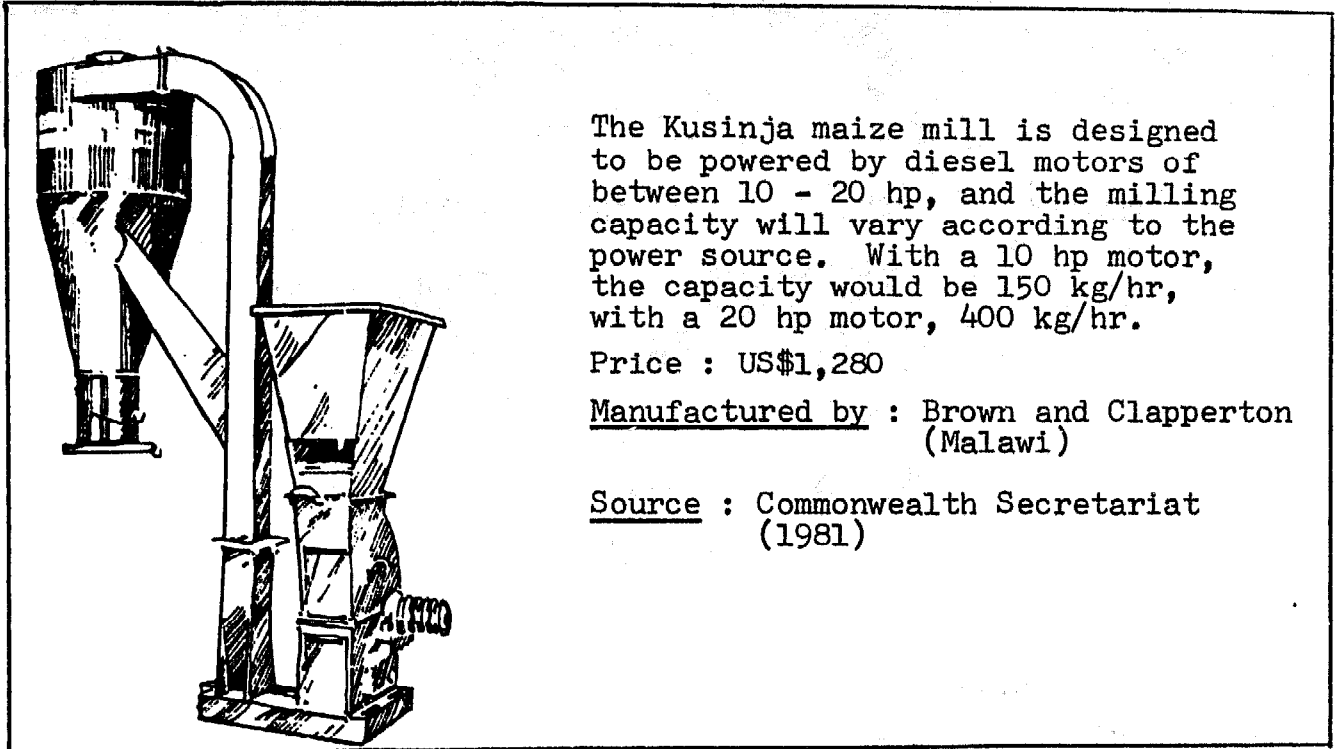 The Kusinja maize mill is designed
to be powered by diesel motors of
between 10 - 20 hp, and the milling
capacity will vary according to the
power source. With a 10 hp motor,
the capacity would be 150 kg/hr,
with a 20 hp motor, 400 kg/hr.
Price : US$1,280
Manufactured by : Brown and Clapperton
(Malawi)
Source : Commonwealth Secretariat
(1981)